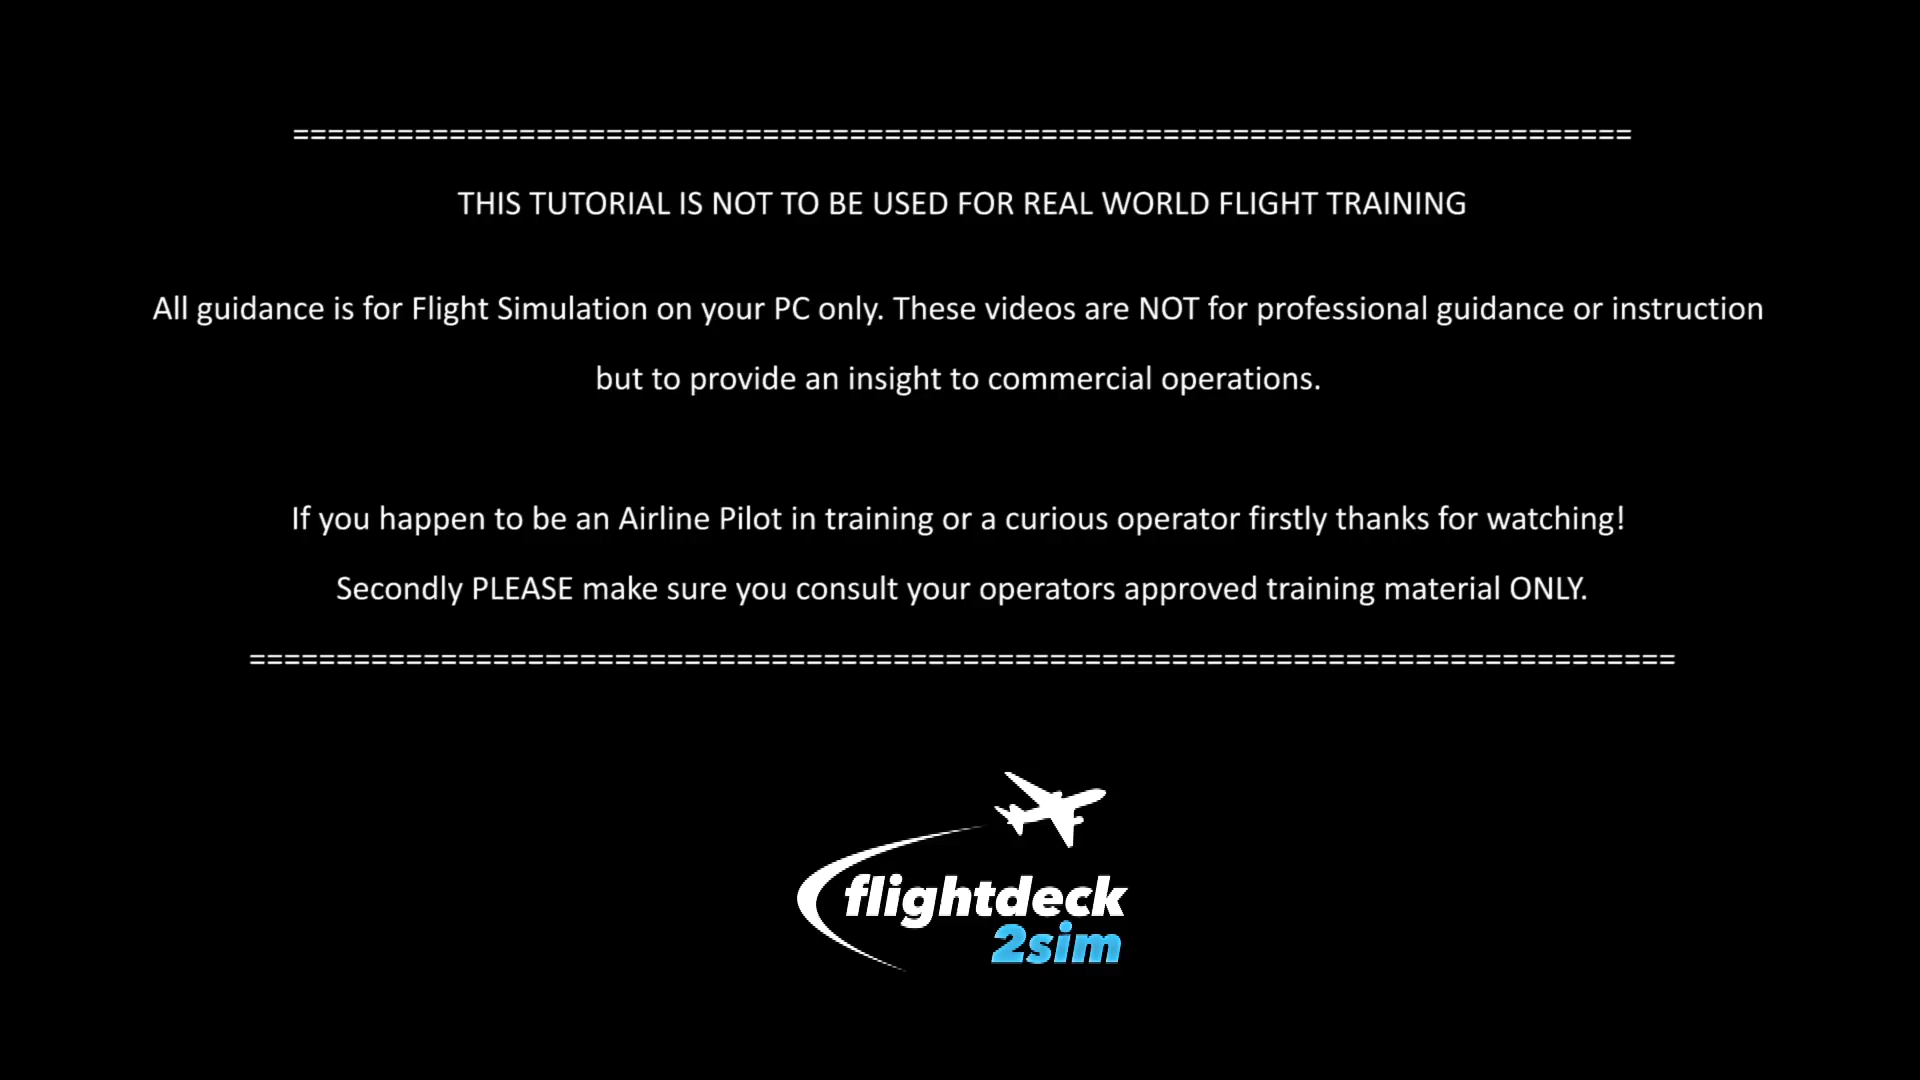 ================================================================================
THIS TUTORIAL IS NOT TO BE USED FOR REAL WORLD FLIGHT TRAINING
All guidance is for Flight Simulation on your PC only. These videos are NOT for professional guidance or instruction
but to provide an insight to commercial operations.
If you happen to be an Airline Pilot in training or a curious operator firstly thanks for watching!
Secondly PLEASE make sure you consult your operators approved training material ONLY.
=====================================================================================
flightdeck
2sim